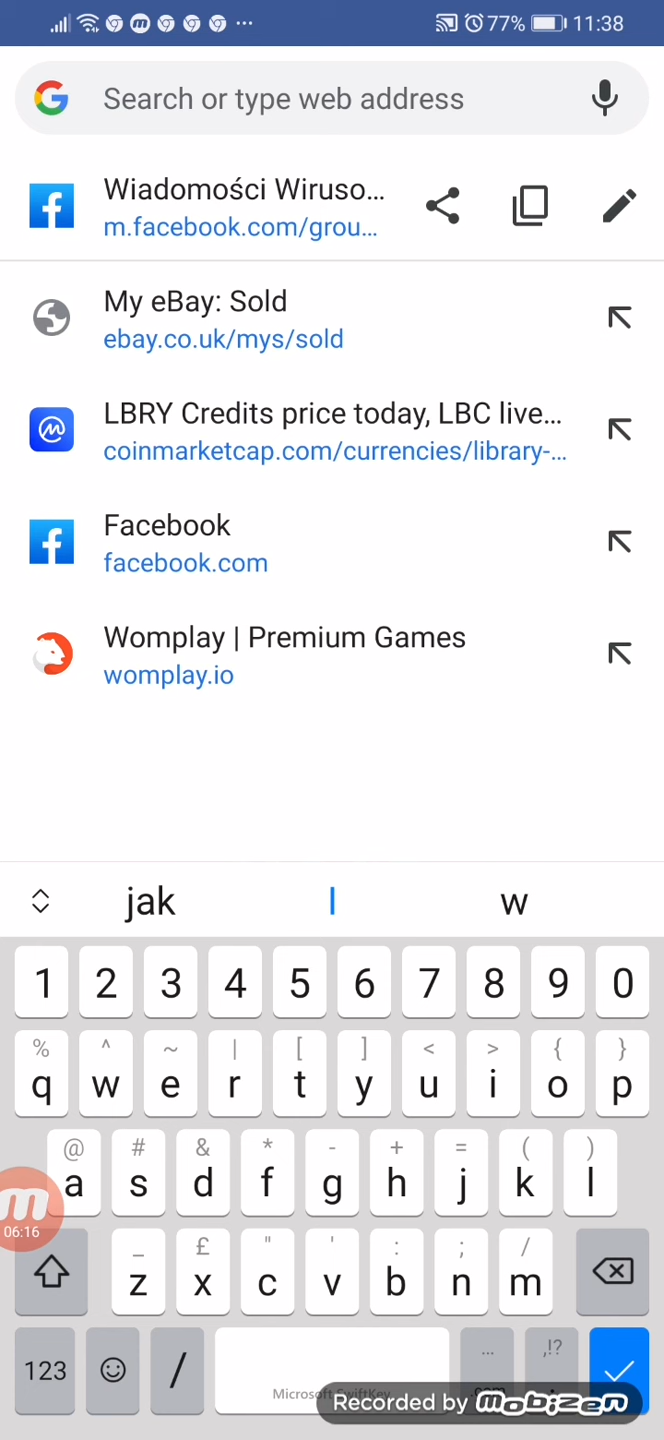 77% 11:38
Search or type web address
Wiadomości Wiruso...
m.facebook.com/grou...
My eBay: Sold
ebay.co.uk/mys/sold
LBRY Credits price today, LBC live...
coinmarketcap.com/currencies/library-...
Facebook
facebook.com
Womplay | Premium Games
womplay.io
jak I w
1 2 3 4 5 6 7 8 9 0
% ^ ~ | [ ] < > { }
q w e r t y u i o p
@ # & * - + = ( )
a s d f g h j k l
06:16
_ £ " ' : ; /
z x c v b n m
123 / ... ,!?
Microsoft SwiftKey
Recorded by mobizen